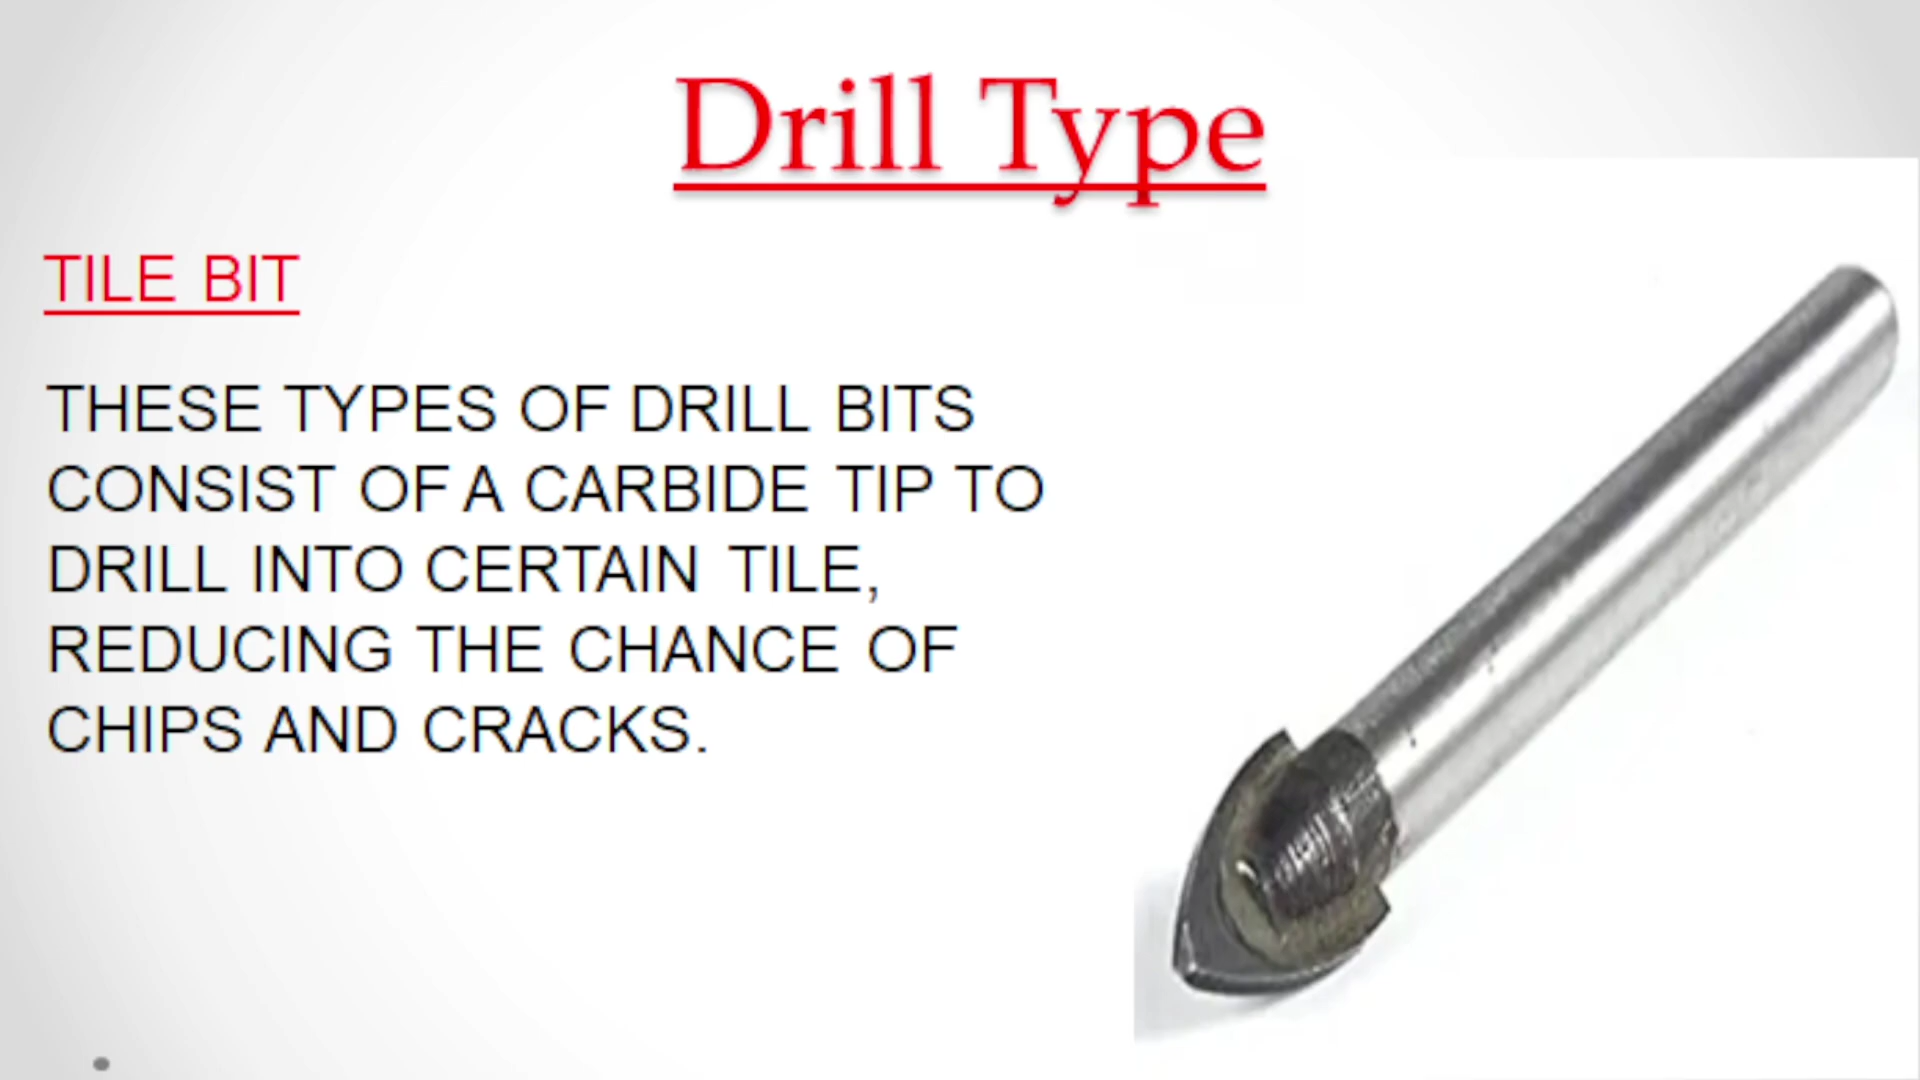 Drill Type
TILE BIT
THESE TYPES OF DRILL BITS
CONSIST OF A CARBIDE TIP TO
DRILL INTO CERTAIN TILE,
REDUCING THE CHANCE OF
CHIPS AND CRACKS.